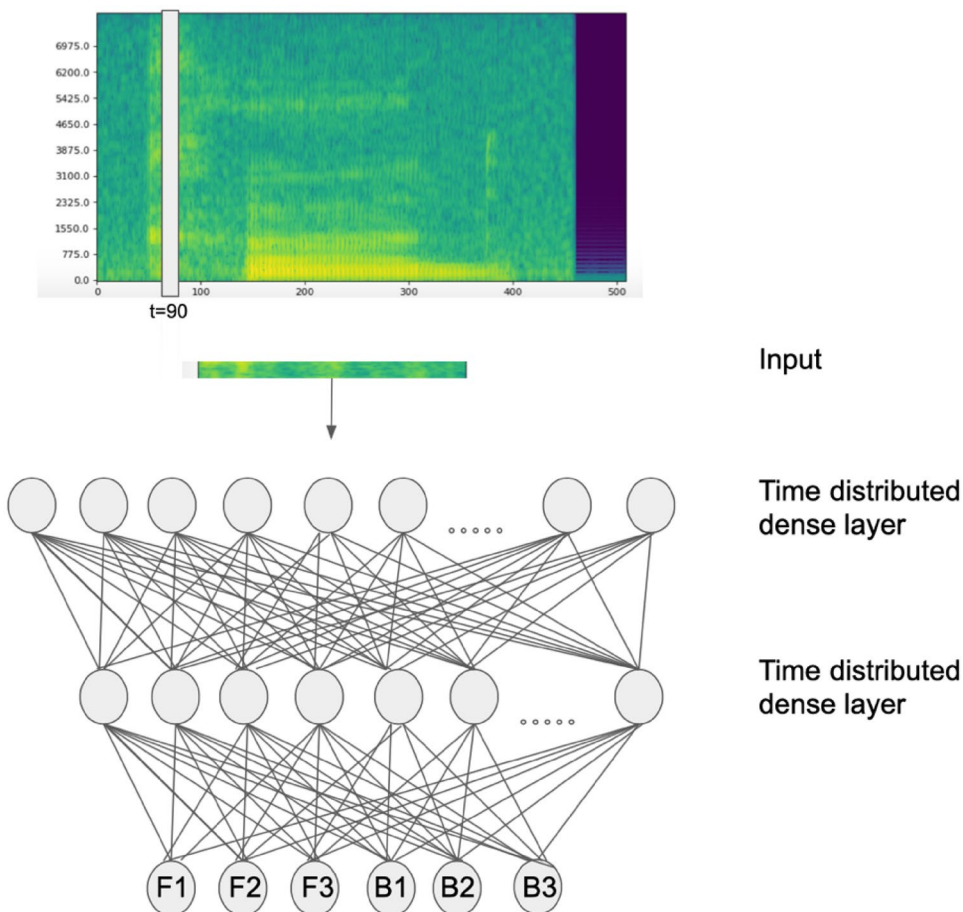 6975.0
6200.0
5425.0
4650.0
3875.0
3100.0
2325.0
1550.0
775.0
0.0
0 100 200 300 400 500
t=90
Input
Time distributed
dense layer
Time distributed
dense layer
F1 F2 F3 B1 B2 B3